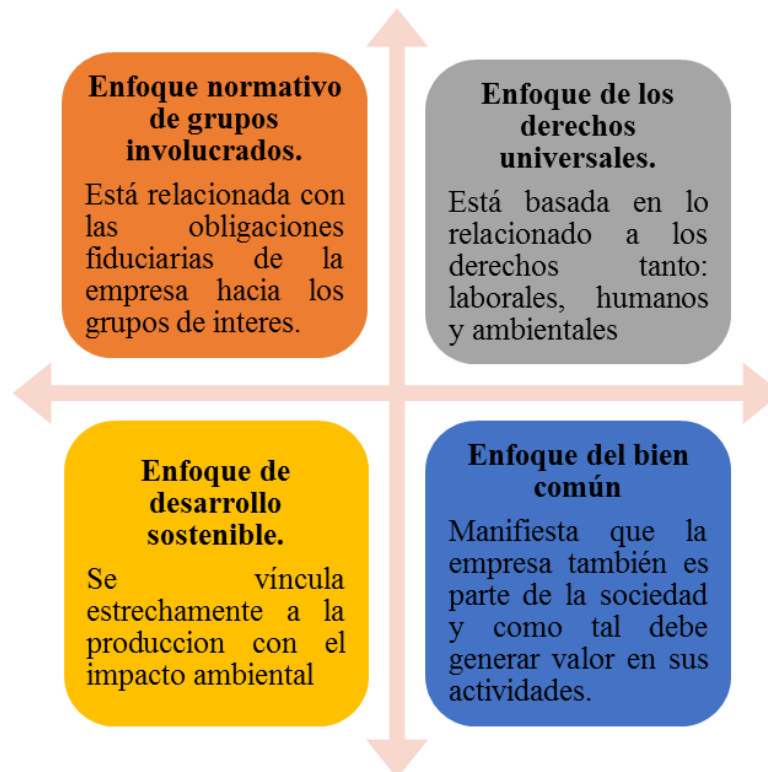 Enfoque normativo
de grupos
involucrados.
Está relacionada con
las obligaciones
fiduciarias de la
empresa hacia los
grupos de interes.
Enfoque de los
derechos
universales.
Está basada en lo
relacionado a los
derechos tanto:
laborales, humanos
y ambientales
Enfoque de
desarrollo
sostenible.
Se víncula
estrechamente a la
produccion con el
impacto ambiental
Enfoque del bien
común
Manifiesta que la
empresa también es
parte de la sociedad
y como tal debe
generar valor en sus
actividades.